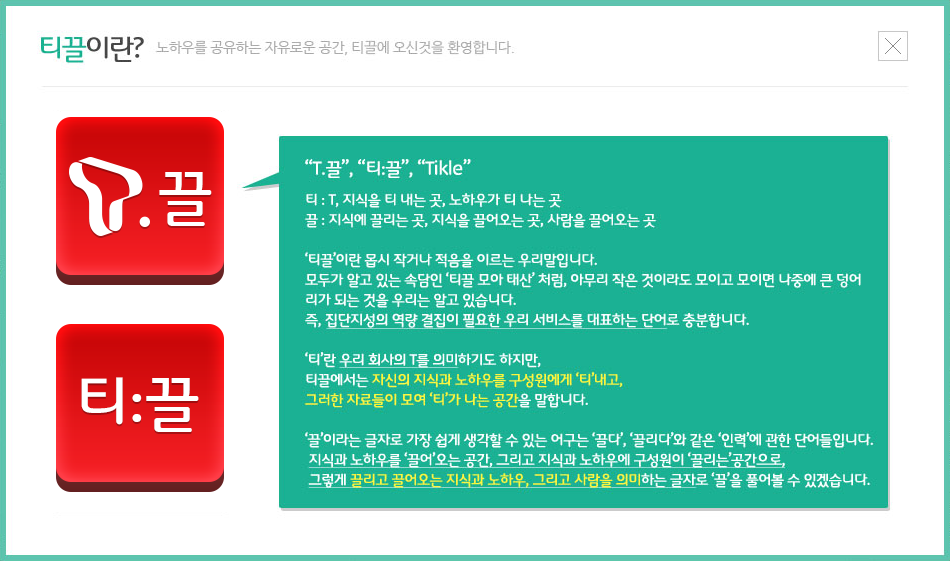 티끌이란? 노하우를 공유하는 자유로운 공간, 티끌에 오신것을 환영합니다.
T.끌
“T.끌”, “티:끌”, “Tikle”
티 : T, 지식을 티 내는 곳, 노하우가 티 나는 곳
끌 : 지식에 끌리는 곳, 지식을 끌어오는 곳, 사람을 끌어오는 곳
‘티끌’이란 몹시 작거나 적음을 이르는 우리말입니다.
모두가 알고 있는 속담인 ‘티끌 모아 태산’ 처럼, 아무리 작은 것이라도 모이고 모이면 나중에 큰 덩어
리가 되는 것을 우리는 알고 있습니다.
즉, 집단지성의 역량 결집이 필요한 우리 서비스를 대표하는 단어로 충분합니다.
티:끌
‘티’란 우리 회사의 T를 의미하기도 하지만,
티끌에서는 자신의 지식과 노하우를 구성원에게 ‘티’내고,
그러한 자료들이 모여 ‘티’가 나는 공간을 말합니다.
‘끌’이라는 글자로 가장 쉽게 생각할 수 있는 어구는 ‘끌다’, ‘끌리다’와 같은 ‘인력’에 관한 단어들입니다.
지식과 노하우를 ‘끌어’오는 공간, 그리고 지식과 노하우에 구성원이 ‘끌리는’공간으로,
그렇게 끌리고 끌어오는 지식과 노하우, 그리고 사람을 의미하는 글자로 ‘끌’을 풀어볼 수 있겠습니다.